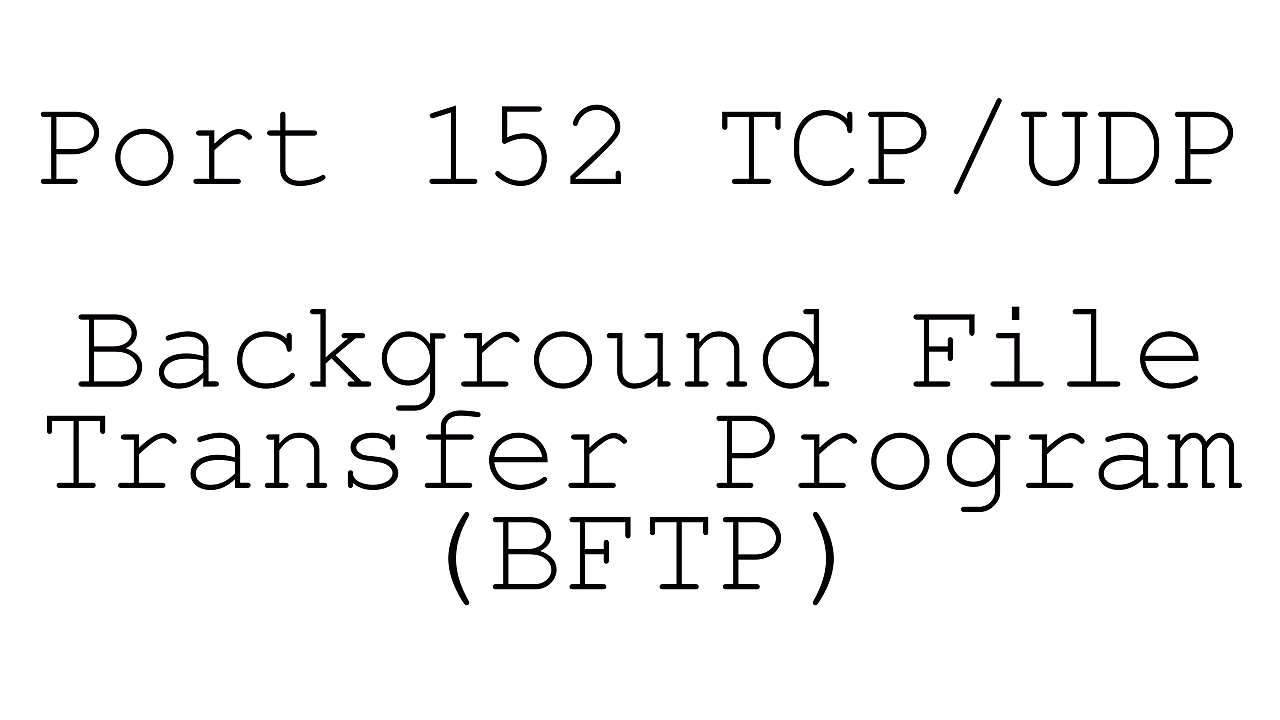 Port 152 TCP/UDP
Background File
Transfer Program
(BFTP)